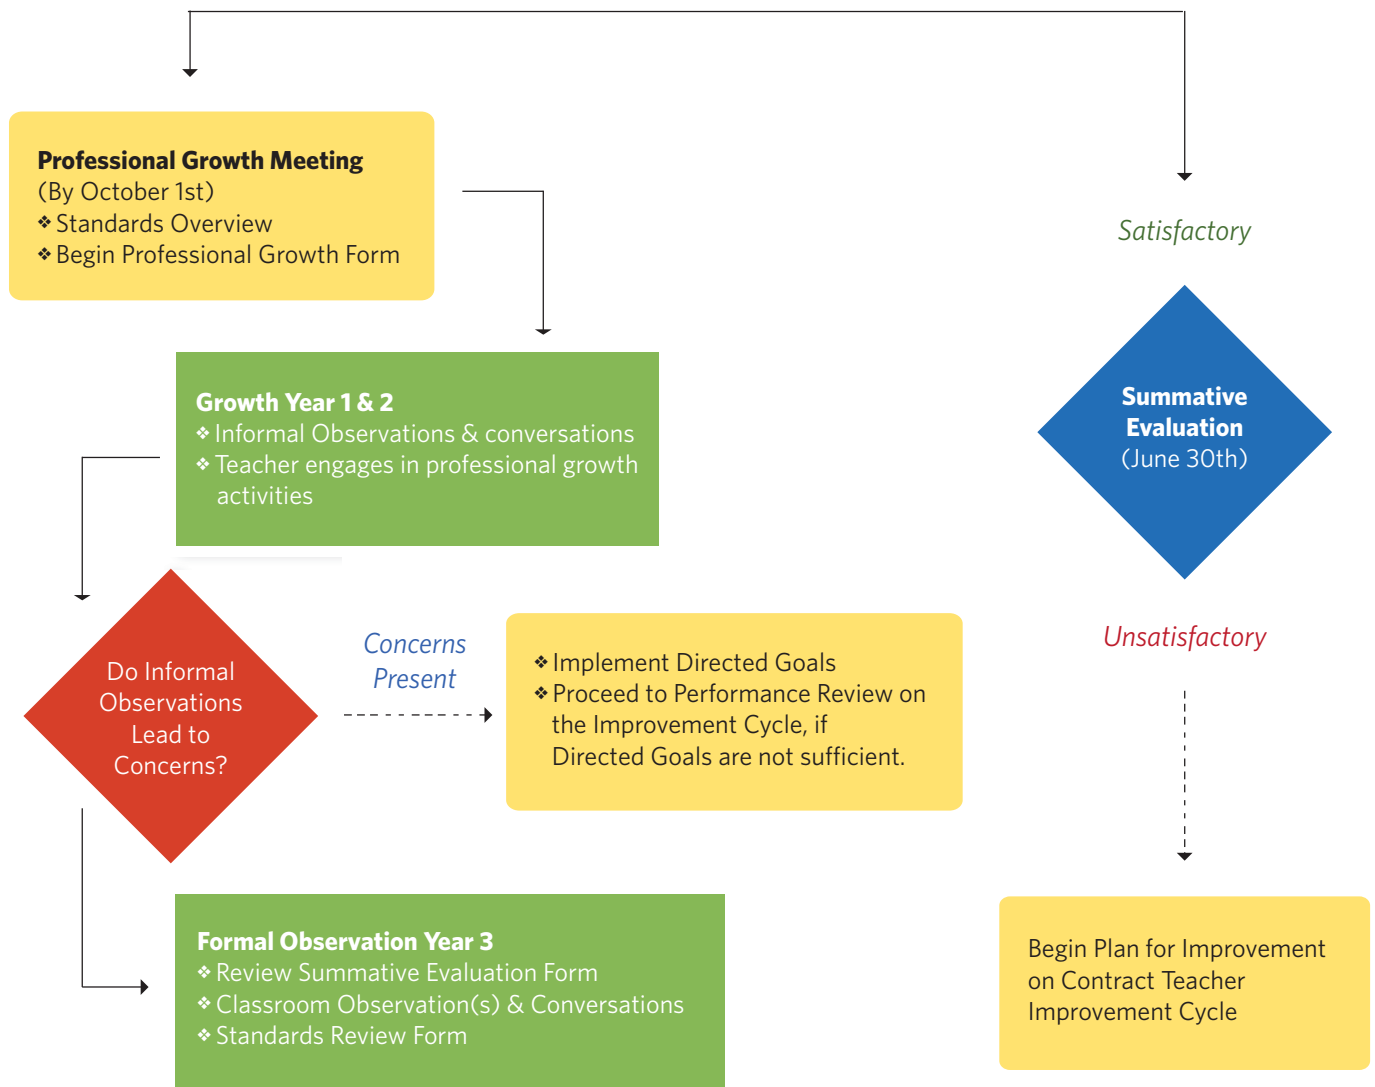 Professional Growth Meeting
(By October 1st)
❖ Standards Overview
❖ Begin Professional Growth Form
Growth Year 1 & 2
❖ Informal Observations & conversations
❖ Teacher engages in professional growth
activities
Do Informal
Observations
Lead to
Concerns?
Concerns
Present
❖ Implement Directed Goals
❖ Proceed to Performance Review on
the Improvement Cycle, if
Directed Goals are not sufficient.
Formal Observation Year 3
❖ Review Summative Evaluation Form
❖ Classroom Observation(s) & Conversations
❖ Standards Review Form
Satisfactory
Summative
Evaluation
(June 30th)
Unsatisfactory
Begin Plan for Improvement
on Contract Teacher
Improvement Cycle